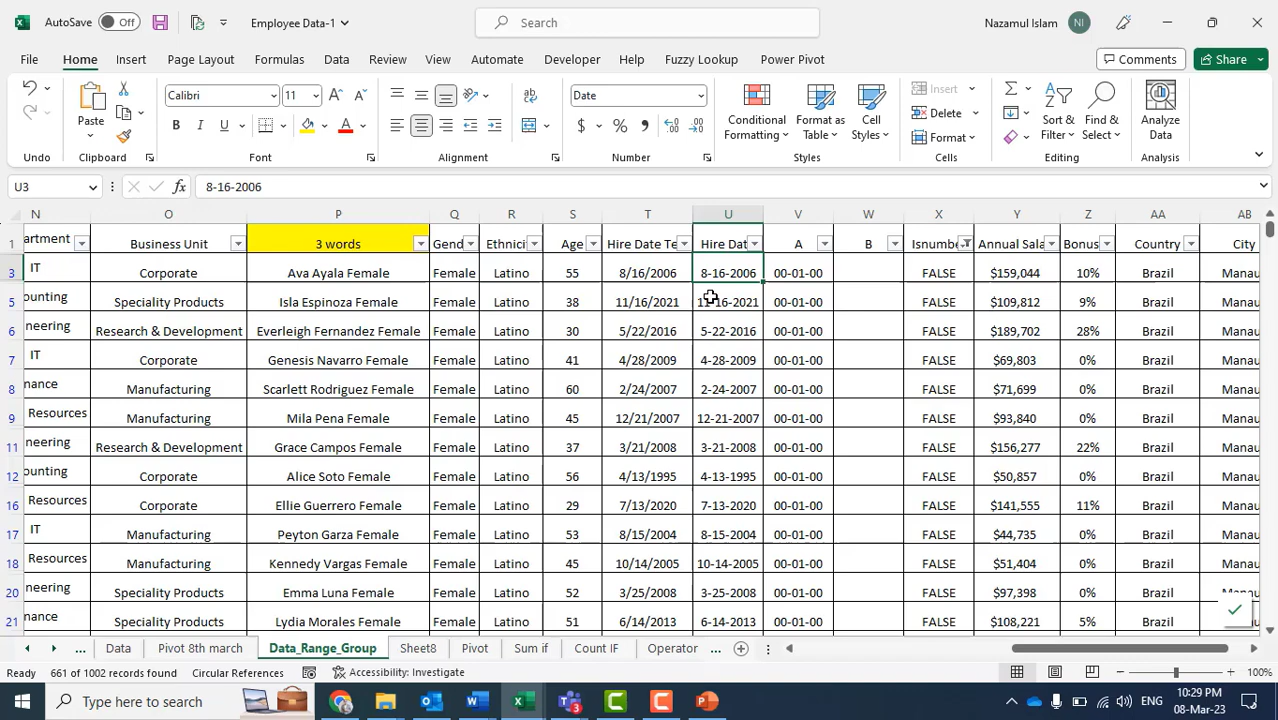 AutoSave Off Employee Data-1 Search Nazamul Islam NI
File Home Insert Page Layout Formulas Data Review View Automate Developer Help Fuzzy Lookup Power Pivot Comments Share
Calibri 11 Date Insert
Paste Conditional Formatting Format as Table Cell Styles Delete Sort & Filter Find & Select Analyze Data
B I U A $ % Format
Undo Clipboard Font Alignment Number Styles Cells Editing Analysis
U3 fx 8-16-2006
N O P Q R S T U V W X Y Z AA AB
1 artment Business Unit 3 words Gend Ethnici Age Hire Date Te Hire Dat A B Isnumbe Annual Sala Bonus Country City
3 IT Corporate Ava Ayala Female Female Latino 55 8/16/2006 8-16-2006 00-01-00 FALSE $159,044 10% Brazil Manau
5 ounting Speciality Products Isla Espinoza Female Female Latino 38 11/16/2021 11-16-2021 00-01-00 FALSE $109,812 9% Brazil Manau
6 neering Research & Development Everleigh Fernandez Female Female Latino 30 5/22/2016 5-22-2016 00-01-00 FALSE $189,702 28% Brazil Manau
7 IT Corporate Genesis Navarro Female Female Latino 41 4/28/2009 4-28-2009 00-01-00 FALSE $69,803 0% Brazil Manau
8 nance Manufacturing Scarlett Rodriguez Female Female Latino 60 2/24/2007 2-24-2007 00-01-00 FALSE $71,699 0% Brazil Manau
9 Resources Manufacturing Mila Pena Female Female Latino 45 12/21/2007 12-21-2007 00-01-00 FALSE $93,840 0% Brazil Manau
11 neering Research & Development Grace Campos Female Female Latino 37 3/21/2008 3-21-2008 00-01-00 FALSE $156,277 22% Brazil Manau
12 ounting Corporate Alice Soto Female Female Latino 56 4/13/1995 4-13-1995 00-01-00 FALSE $50,857 0% Brazil Manau
16 Resources Corporate Ellie Guerrero Female Female Latino 29 7/13/2020 7-13-2020 00-01-00 FALSE $141,555 11% Brazil Manau
17 IT Manufacturing Peyton Garza Female Female Latino 53 8/15/2004 8-15-2004 00-01-00 FALSE $44,735 0% Brazil Manau
18 Resources Manufacturing Kennedy Vargas Female Female Latino 45 10/14/2005 10-14-2005 00-01-00 FALSE $51,404 0% Brazil Manau
20 neering Speciality Products Emma Luna Female Female Latino 52 3/25/2008 3-25-2008 00-01-00 FALSE $97,398 0% Brazil Manau
21 nance Speciality Products Lydia Morales Female Female Latino 51 6/14/2013 6-14-2013 00-01-00 FALSE $108,221 5% Brazil Manau
... Data Pivot 8th march Data_Range_Group Sheet8 Pivot Sum if Count IF Operator ...
Ready 661 of 1002 records found Circular References Accessibility: Investigate 100%
Type here to search ENG 10:29 PM
08-Mar-23